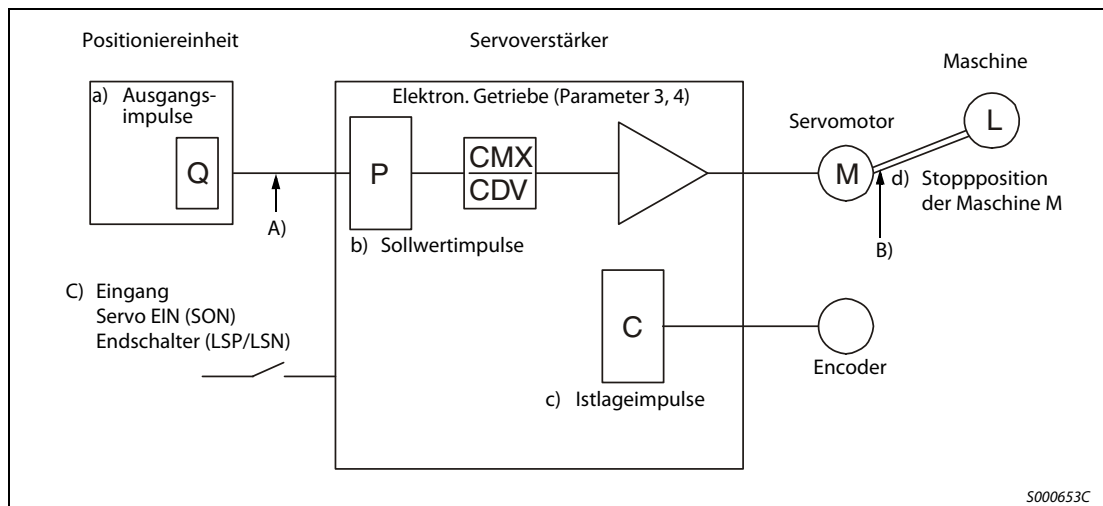 Positioniereinheit
Servoverstärker
Maschine
a) Ausgangs-
impulse
Q
A)
Elektron. Getriebe (Parameter 3, 4)
P
CMX
CDV
b) Sollwertimpulse
Servomotor
M
L
d) Stoppposition
der Maschine M
B)
C) Eingang
Servo EIN (SON)
Endschalter (LSP/LSN)
C
c) Istlageimpulse
Encoder
S000653C